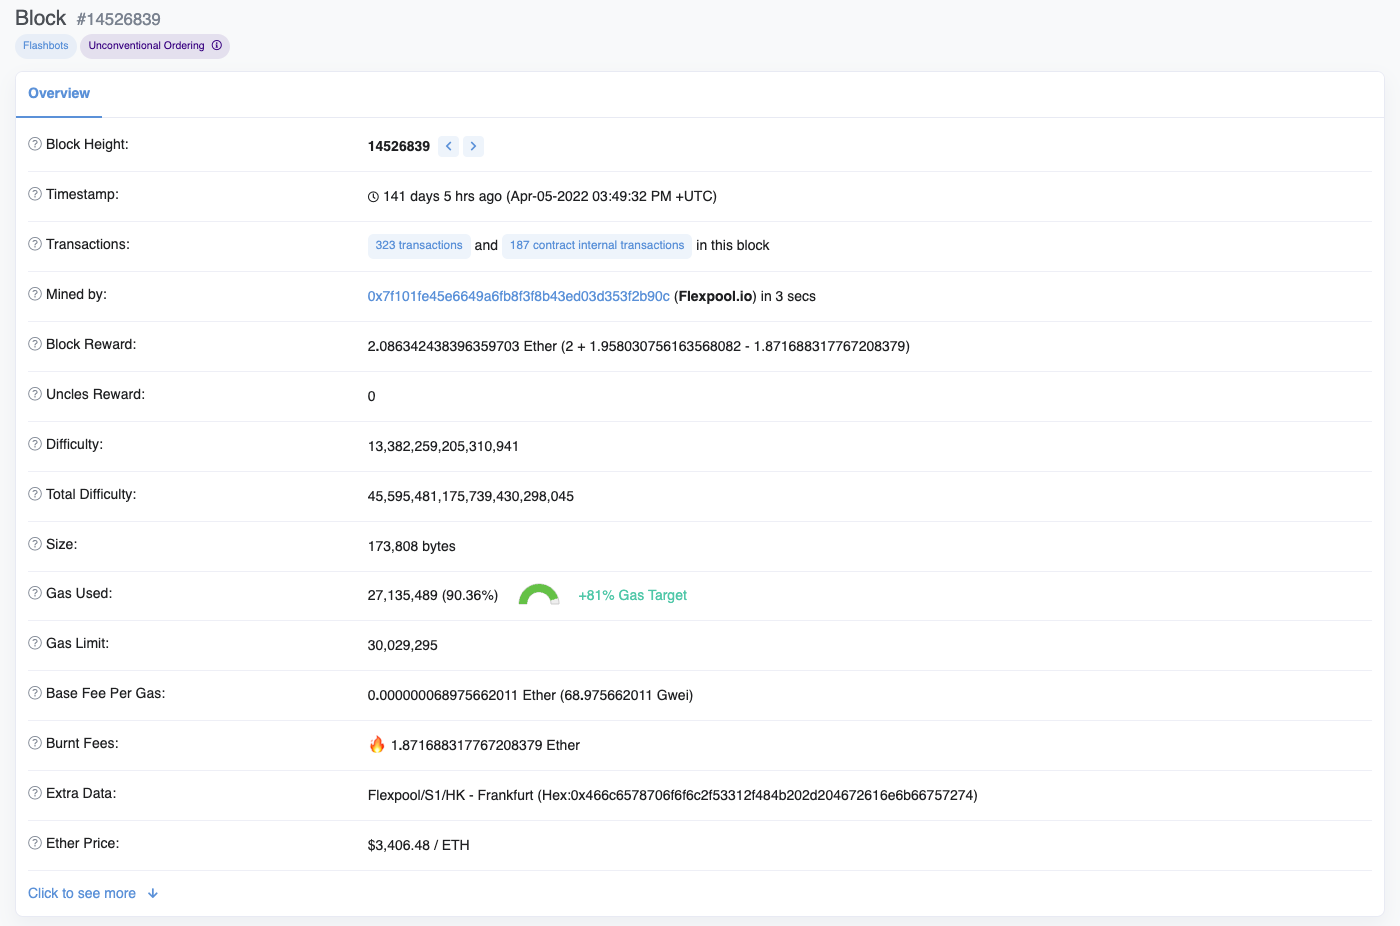 Block #14526839
Flashbots Unconventional Ordering
Overview
Block Height: 14526839
Timestamp: 141 days 5 hrs ago (Apr-05-2022 03:49:32 PM +UTC)
Transactions: 323 transactions and 187 contract internal transactions in this block
Mined by: 0x7f101fe45e6649a6fb8f3f8b43ed03d353f2b90c (Flexpool.io) in 3 secs
Block Reward: 2.086342438396359703 Ether (2 + 1.958030756163568082 - 1.871688317767208379)
Uncles Reward: 0
Difficulty: 13,382,259,205,310,941
Total Difficulty: 45,595,481,175,739,430,298,045
Size: 173,808 bytes
Gas Used: 27,135,489 (90.36%) +81% Gas Target
Gas Limit: 30,029,295
Base Fee Per Gas: 0.000000068975662011 Ether (68.975662011 Gwei)
Burnt Fees: 🔥 1.871688317767208379 Ether
Extra Data: Flexpool/S1/HK - Frankfurt (Hex:0x466c6578706f6f6c2f53312f484b202d204672616e6b66757274)
Ether Price: $3,406.48 / ETH
Click to see more